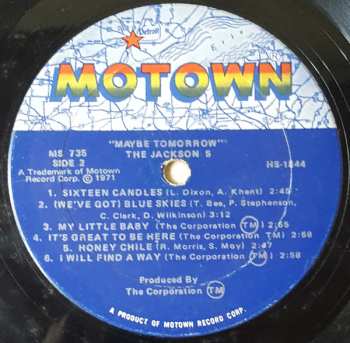 Detroit
MOTOWN
"MAYBE TOMORROW"
THE JACKSON 5
MS 735
SIDE 2
HS-1844
A Trademark of Motown
Record Corp. © 1971
1. SIXTEEN CANDLES (L. Dixon, A. Khent) 2:45
2. (WE'VE GOT) BLUE SKIES (T. Bee, P. Stephenson,
C. Clark, D. Wilkinson) 3:12
3. MY LITTLE BABY (The Corporation TM) 2:55
4. IT'S GREAT TO BE HERE (The Corporation TM) 2:59
5. HONEY CHILE (R. Morris, S. Moy) 2:47
6. I WILL FIND A WAY (The Corporation TM) 2:58
Produced By
The Corporation TM
A PRODUCT OF MOTOWN RECORD CORP.